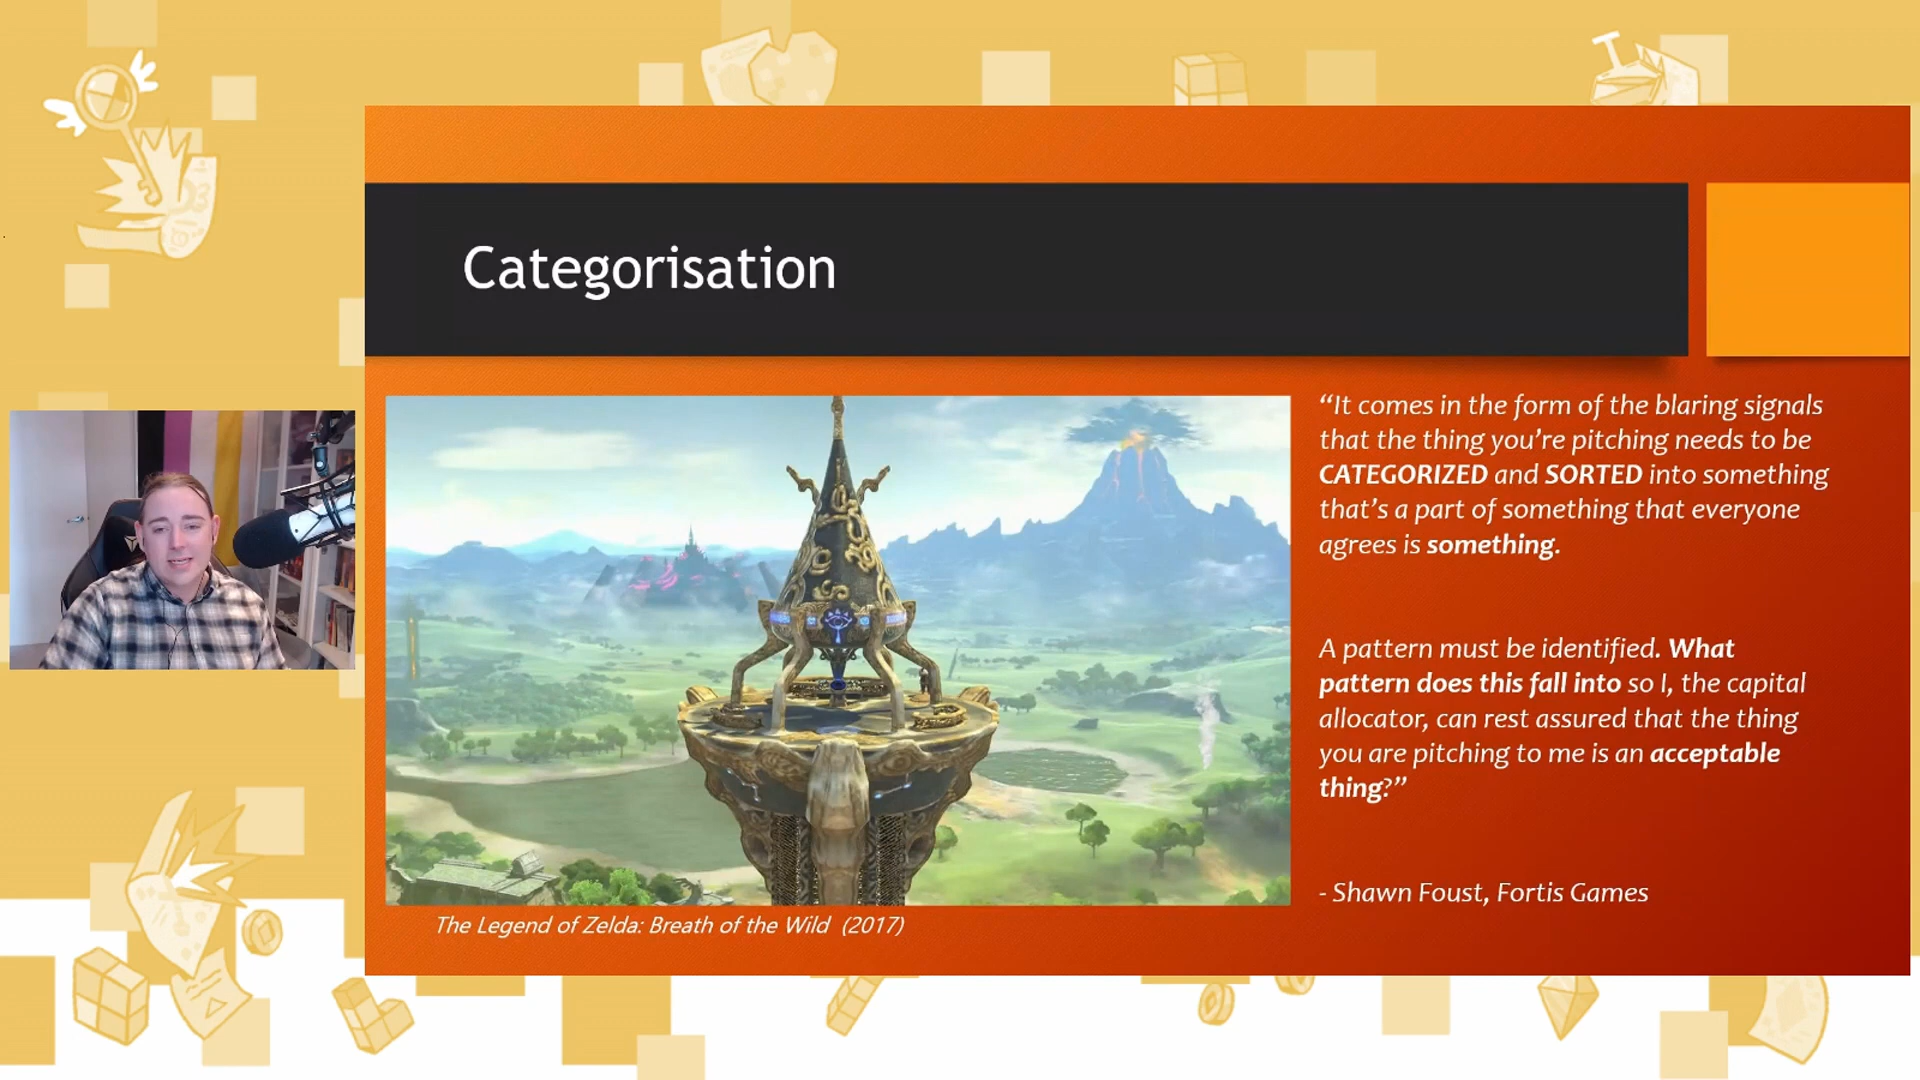 Categorisation
“It comes in the form of the blaring signals
that the thing you’re pitching needs to be
CATEGORIZED and SORTED into something
that’s a part of something that everyone
agrees is something.
A pattern must be identified. What
pattern does this fall into so I, the capital
allocator, can rest assured that the thing
you are pitching to me is an acceptable
thing?”
- Shawn Foust, Fortis Games
The Legend of Zelda: Breath of the Wild (2017)